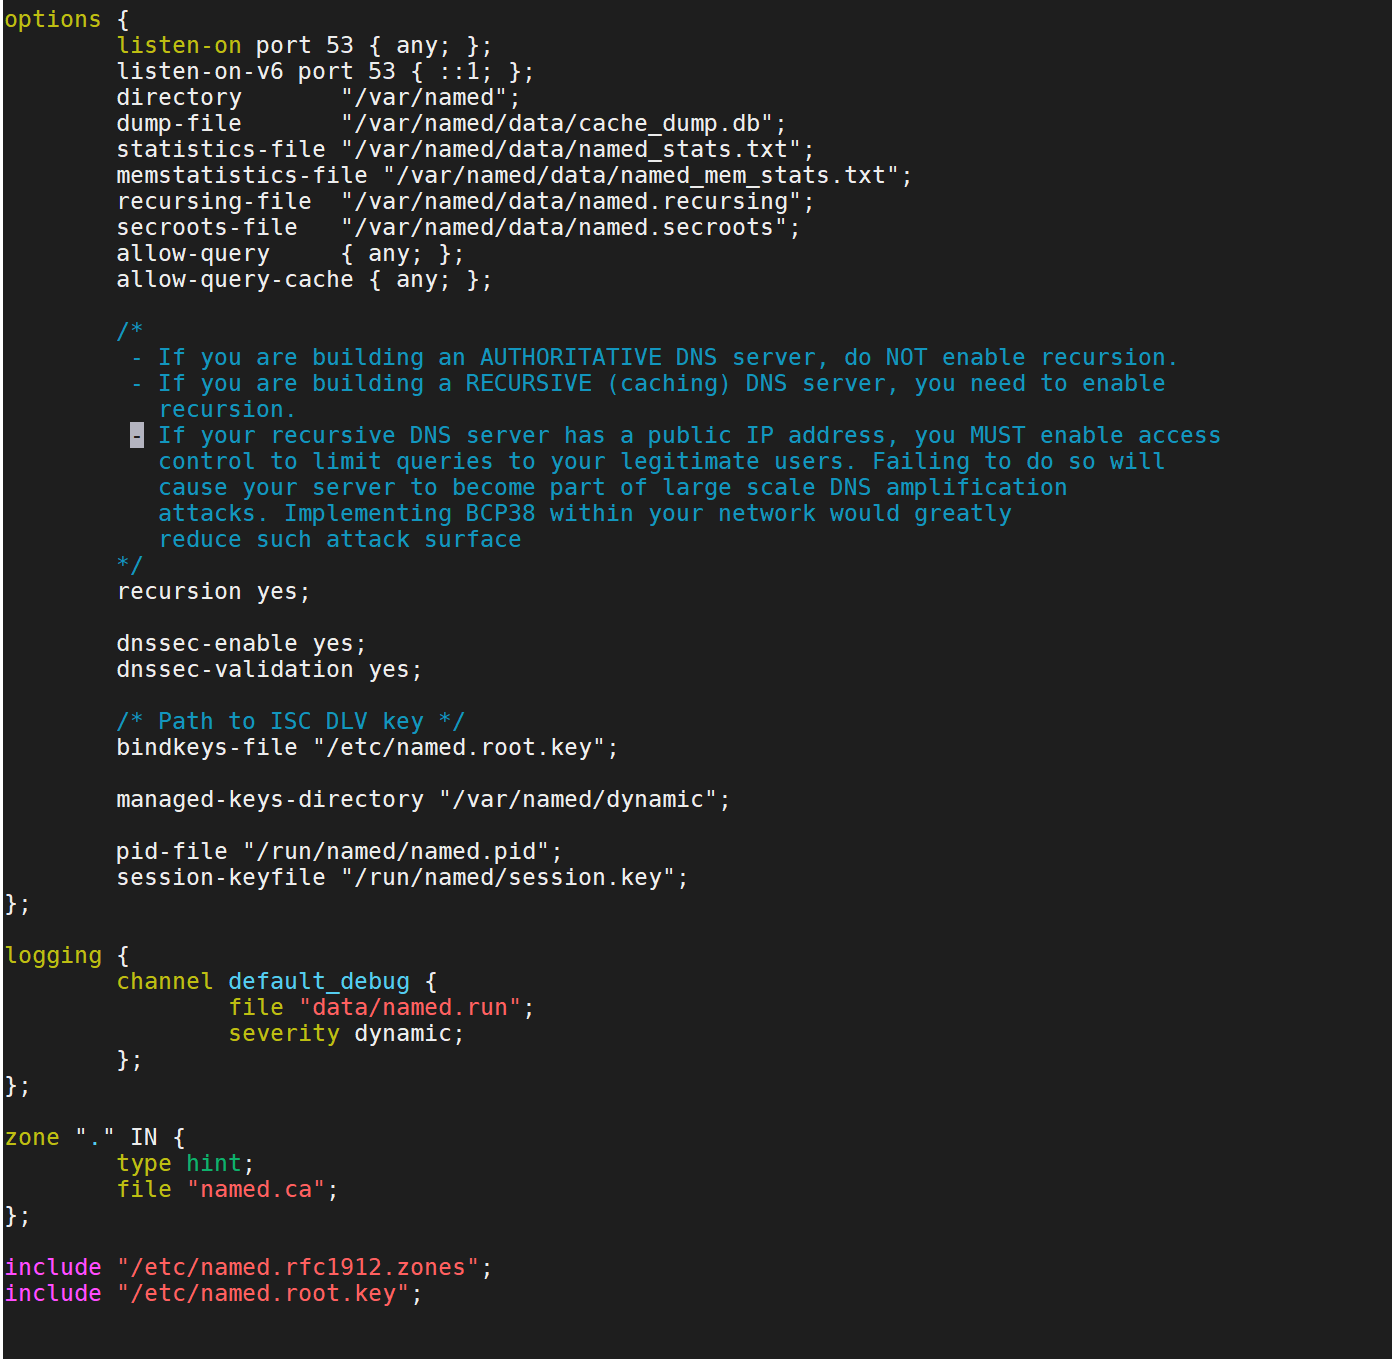 options {
        listen-on port 53 { any; };
        listen-on-v6 port 53 { ::1; };
        directory       "/var/named";
        dump-file       "/var/named/data/cache_dump.db";
        statistics-file "/var/named/data/named_stats.txt";
        memstatistics-file "/var/named/data/named_mem_stats.txt";
        recursing-file  "/var/named/data/named.recursing";
        secroots-file   "/var/named/data/named.secroots";
        allow-query     { any; };
        allow-query-cache { any; };

        /*
         - If you are building an AUTHORITATIVE DNS server, do NOT enable recursion.
         - If you are building a RECURSIVE (caching) DNS server, you need to enable
           recursion.
         - If your recursive DNS server has a public IP address, you MUST enable access
           control to limit queries to your legitimate users. Failing to do so will
           cause your server to become part of large scale DNS amplification
           attacks. Implementing BCP38 within your network would greatly
           reduce such attack surface
        */
        recursion yes;

        dnssec-enable yes;
        dnssec-validation yes;

        /* Path to ISC DLV key */
        bindkeys-file "/etc/named.root.key";

        managed-keys-directory "/var/named/dynamic";

        pid-file "/run/named/named.pid";
        session-keyfile "/run/named/session.key";
};

logging {
        channel default_debug {
                file "data/named.run";
                severity dynamic;
        };
};

zone "." IN {
        type hint;
        file "named.ca";
};

include "/etc/named.rfc1912.zones";
include "/etc/named.root.key";